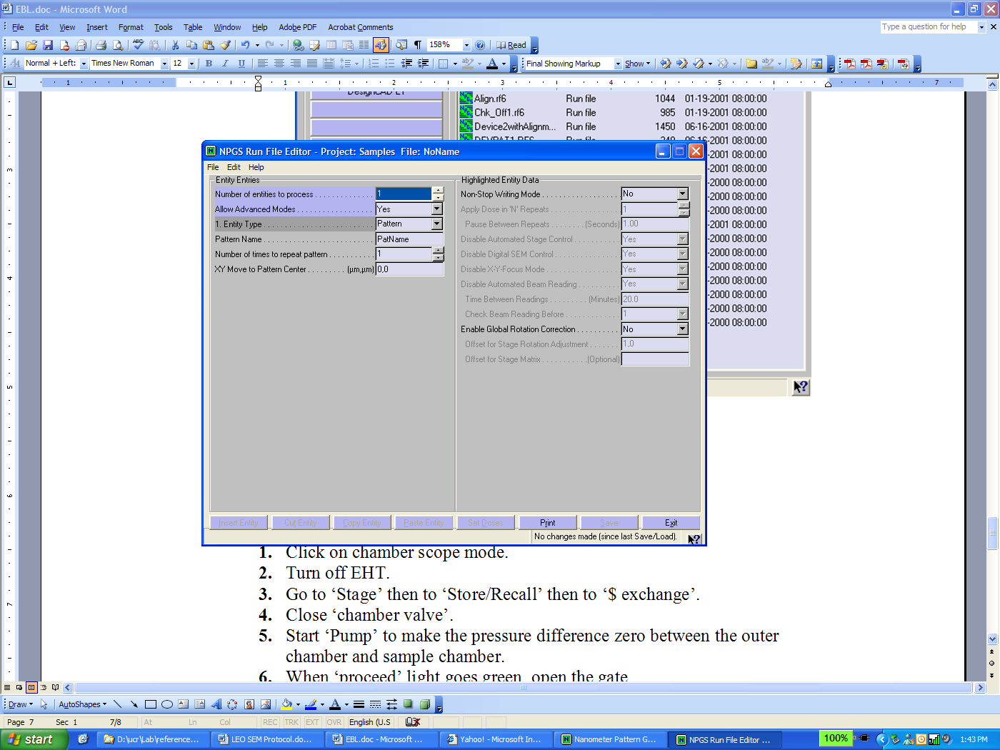 EBL.doc - Microsoft Word
File Edit View Insert Format Tools Table Window Help Adobe PDF Acrobat Comments
Type a question for help
158% Read
Normal + Left: Times New Roman 12 B I U Final Showing Markup Show
L 1 1 2 3 4 5 7
DesignCAD LT
Align.rf6 Run file 1044 01-19-2001 08:00:00
Chk_Off1.rf6 Run file 985 01-19-2001 08:00:00
Device2withAlignm... Run file 1450 06-16-2001 08:00:00
NPGS Run File Editor - Project: Samples File: NoName
-2001 08:00:00
-2001 08:00:00
-2001 08:00:00
-2001 08:00:00
-2001 08:00:00
-2001 08:00:00
-2000 08:00:00
-2000 08:00:00
-2000 08:00:00
-2000 08:00:00
-2000 08:00:00
-2000 08:00:00
-2000 08:00:00
File Edit Help
Entity Entries
Number of entities to process . . . . . . . . . . . . . . 1
Allow Advanced Modes . . . . . . . . . . . . . . . . . . Yes
1. Entity Type . . . . . . . . . . . . . . . . . . . . . . . . . . Pattern
Pattern Name . . . . . . . . . . . . . . . . . . . . . . . . . . PatName
Number of times to repeat pattern . . . . . . . . . . . 1
XY Move to Pattern Center . . . . . . . . . (µm,µm) 0,0
Highlighted Entity Data
Non-Stop Writing Mode . . . . . . . . . . . . . . . . . . No
Apply Dose in 'N' Repeats . . . . . . . . . . . . . . . . 1
Pause Between Repeats . . . . . . . . (Seconds) 1.00
Disable Automated Stage Control . . . . . . . . . . . Yes
Disable Digital SEM Control . . . . . . . . . . . . . . . Yes
Disable X-Y-Focus Mode . . . . . . . . . . . . . . . . . Yes
Disable Automated Beam Reading . . . . . . . . . . Yes
Time Between Readings . . . . . . . . . (Minutes) 20.0
Check Beam Reading Before . . . . . . . . . . . . . 1
Enable Global Rotation Correction . . . . . . . . . . No
Offset for Stage Rotation Adjustment . . . . . . . 1,0
Offset for Stage Matrix . . . . . . . . . . . (Optional)
Insert Entity Cut Entity Copy Entity Paste Entity Set Doses Print Save Exit
No changes made (since last Save/Load).
1. Click on chamber scope mode.
2. Turn off EHT.
3. Go to ‘Stage’ then to ‘Store/Recall’ then to ‘$ exchange’.
4. Close ‘chamber valve’.
5. Start ‘Pump’ to make the pressure difference zero between the outer
chamber and sample chamber.
6. When ‘proceed’ light goes green, open the gate
3
4
5
6
7
Draw AutoShapes
Page 7 Sec 1 7/8 At Ln Col REC TRK EXT OVR English (U.S
start D:\ucr\Lab\reference... LEO SEM Protocol.do... EBL.doc - Microsoft ... Yahoo! - Microsoft In... Nanometer Pattern G... NPGS Run File Editor ... 100% 1:43 PM